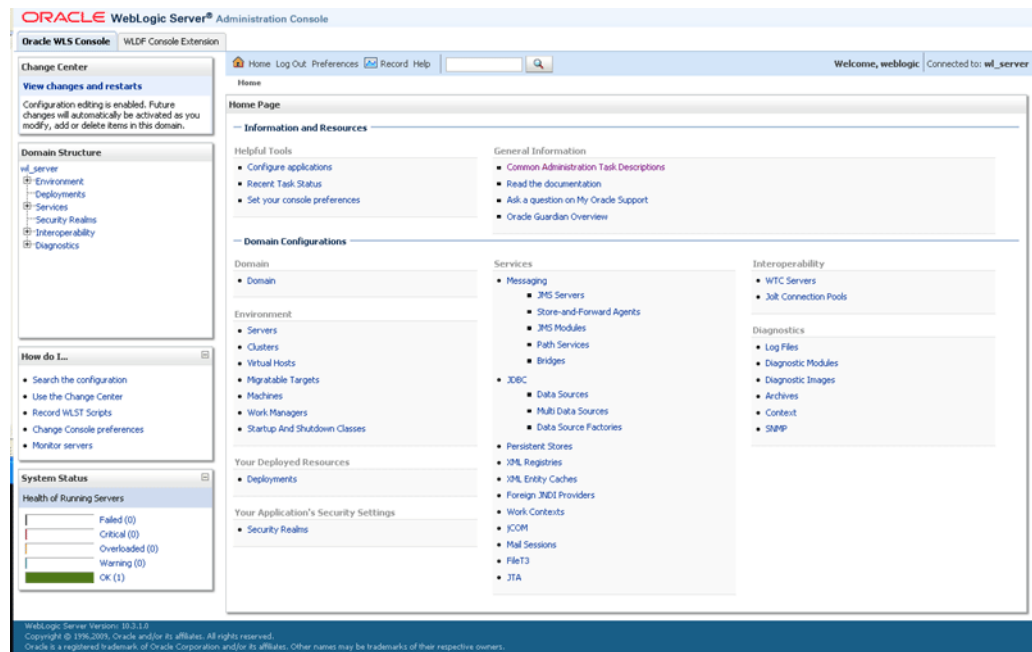 ORACLE WebLogic Server® Administration Console
Oracle WLS Console WLDF Console Extension
Change Center
View changes and restarts
Configuration editing is enabled. Future
changes will automatically be activated as you
modify, add or delete items in this domain.
Domain Structure
wl_server
Environment
Deployments
Services
Security Realms
Interoperability
Diagnostics
How do I...
Search the configuration
Use the Change Center
Record WLST Scripts
Change Console preferences
Monitor servers
System Status
Health of Running Servers
Failed (0)
Critical (0)
Overloaded (0)
Warning (0)
OK (1)
Home Log Out Preferences Record Help
Welcome, weblogic Connected to: wl_server
Home
Home Page
Information and Resources
Helpful Tools
Configure applications
Recent Task Status
Set your console preferences
General Information
Common Administration Task Descriptions
Read the documentation
Ask a question on My Oracle Support
Oracle Guardian Overview
Domain Configurations
Domain
Domain
Environment
Servers
Clusters
Virtual Hosts
Migratable Targets
Machines
Work Managers
Startup And Shutdown Classes
Your Deployed Resources
Deployments
Your Application's Security Settings
Security Realms
Services
Messaging
JMS Servers
Store-and-Forward Agents
JMS Modules
Path Services
Bridges
JDBC
Data Sources
Multi Data Sources
Data Source Factories
Persistent Stores
XML Registries
XML Entity Caches
Foreign JNDI Providers
Work Contexts
jCOM
Mail Sessions
FileT3
JTA
Interoperability
WTC Servers
Jolt Connection Pools
Diagnostics
Log Files
Diagnostic Modules
Diagnostic Images
Archives
Context
SNMP
WebLogic Server Version: 10.3.1.0
Copyright © 1996,2009, Oracle and/or its affiliates. All rights reserved.
Oracle is a registered trademark of Oracle Corporation and/or its affiliates. Other names may be trademarks of their respective owners.